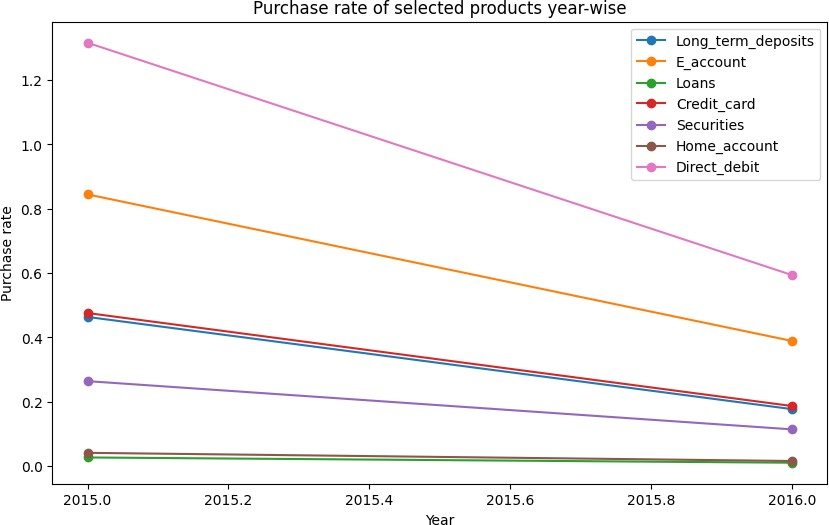 Purchase rate of selected products year-wise
Long_term_deposits
E_account
Loans
Credit_card
Securities
Home_account
Direct_debit
Purchase rate
1.2
1.0
0.8
0.6
0.4
0.2
0.0
2015.0 2015.2 2015.4 2015.6 2015.8 2016.0
Year